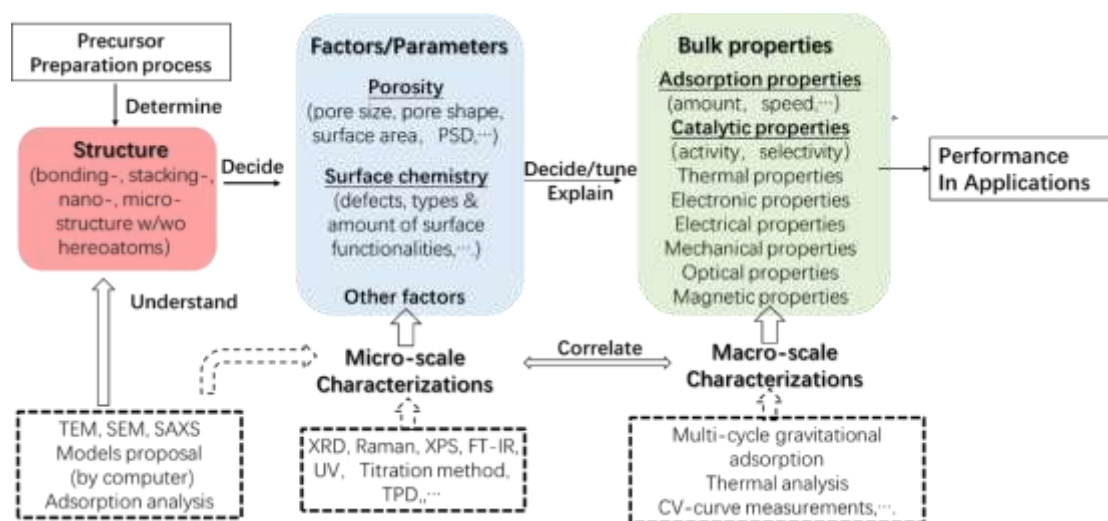 Precursor
Preparation process
Determine
Structure
(bonding-, stacking-,
nano-, micro-
structure w/wo
hereoatoms)
Decide
Understand
Factors/Parameters
Porosity
(pore size, pore shape,
surface area, PSD,…)
Surface chemistry
(defects, types &
amount of surface
functionalities,….)
Other factors
Decide/tune
Explain
Bulk properties
Adsorption properties
(amount, speed,…)
Catalytic properties
(activity, selectivity)
Thermal properties
Electronic properties
Electrical properties
Mechanical properties
Optical properties
Magnetic properties
Performance
In Applications
Micro-scale
Characterizations
Correlate
Macro-scale
Characterizations
TEM, SEM, SAXS
Models proposal
(by computer)
Adsorption analysis
XRD, Raman, XPS, FT-IR,
UV, Titration method,
TPD,,…
Multi-cycle gravitational
adsorption
Thermal analysis
CV-curve measurements,….